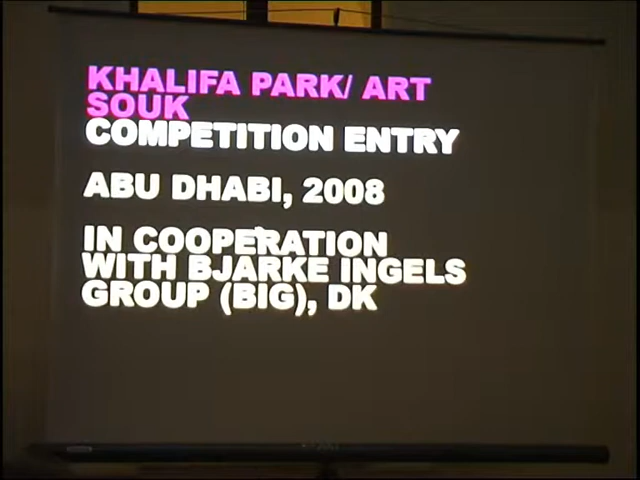 KHALIFA PARK/ ART
SOUK
COMPETITION ENTRY
ABU DHABI, 2008
IN COOPERATION
WITH BJARKE INGELS
GROUP (BIG), DK